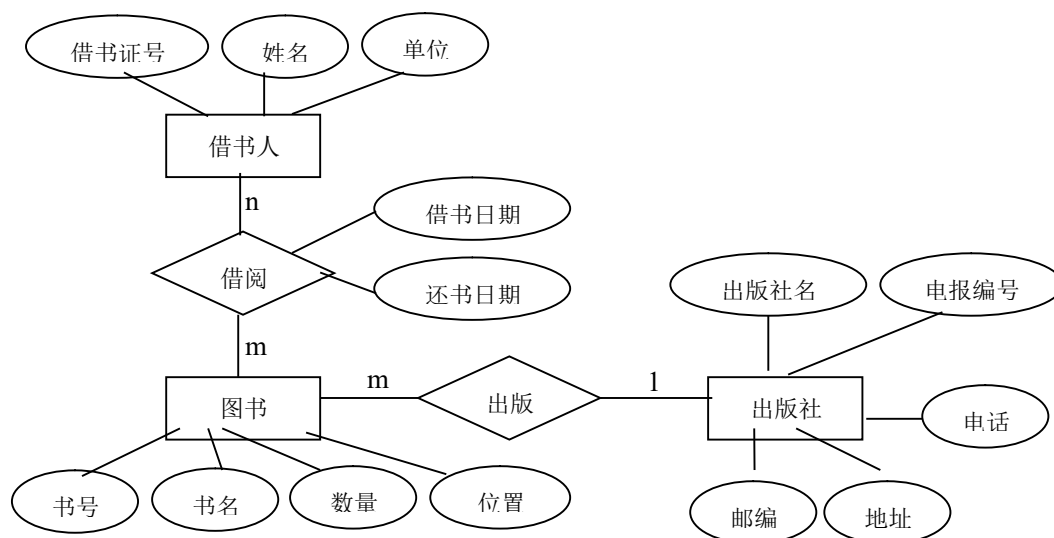 借书证号
姓名
单位
借书人
n
借书日期
借阅
还书日期
出版社名
电报编号
m
图书
m
出版
1
出版社
电话
书号
书名
数量
位置
邮编
地址